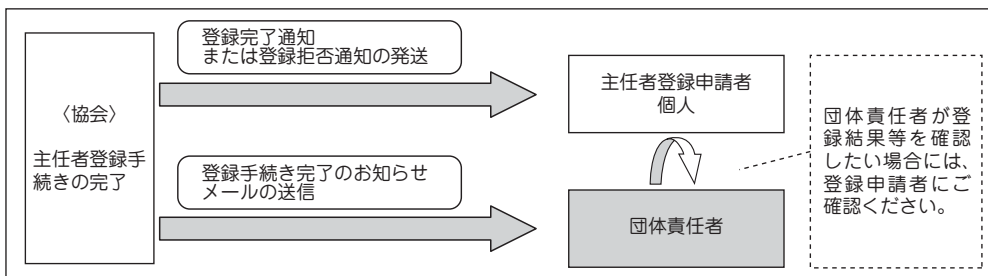 〈協会〉
主任者登録手
続きの完了
登録完了通知
または登録拒否通知の発送
登録手続き完了のお知らせ
メールの送信
主任者登録申請者
個人
団体責任者
団体責任者が登
録結果等を確認
したい場合には、
登録申請者にご
確認ください。